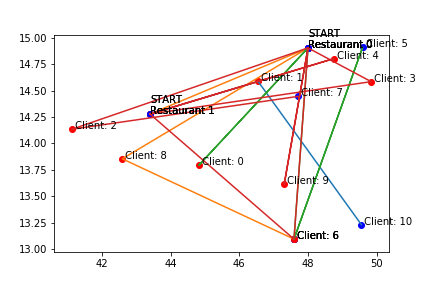 START
Restaurant 0
Client: 5
Client: 4
Client: 1
Client: 3
START
Restaurant 1
Client: 7
Client: 2
Client: 8
Client: 0
Client: 9
Client: 10
Client: 6
15.00
14.75
14.50
14.25
14.00
13.75
13.50
13.25
13.00
42
44
46
48
50